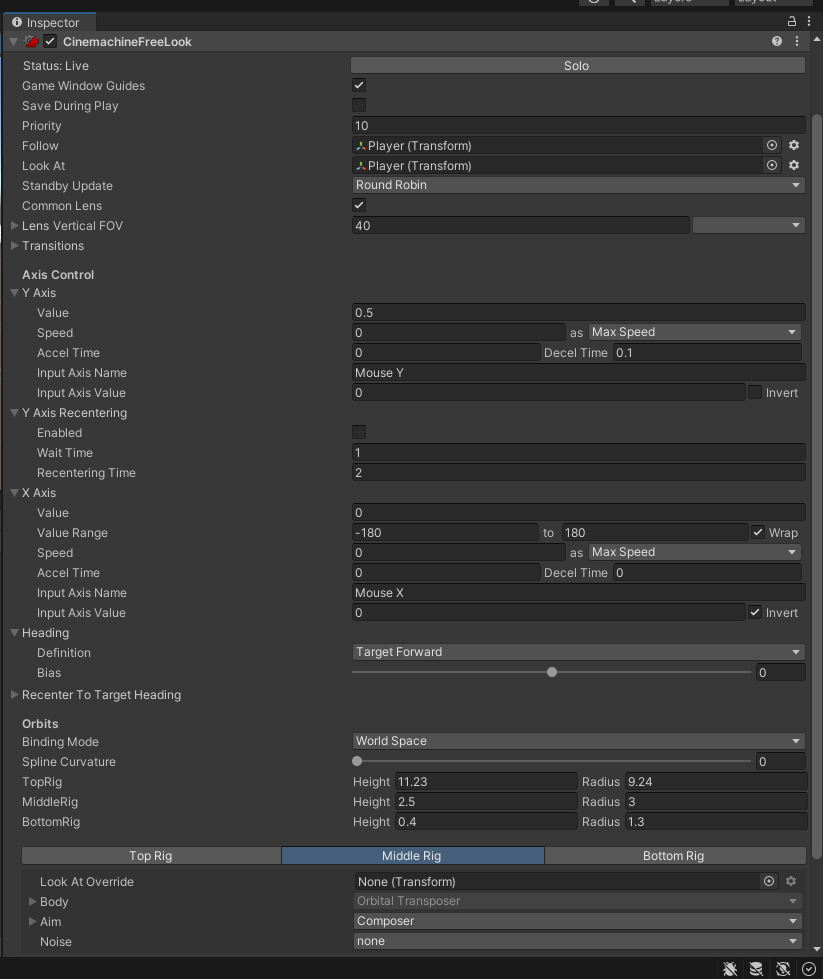 Layers
Layout
Inspector
CinemachineFreeLook
Status: Live Solo
Game Window Guides
Save During Play
Priority 10
Follow Player (Transform)
Look At Player (Transform)
Standby Update Round Robin
Common Lens
Lens Vertical FOV 40
Transitions
Axis Control
Y Axis
Value 0.5
Speed 0 as Max Speed
Accel Time 0 Decel Time 0.1
Input Axis Name Mouse Y
Input Axis Value 0 Invert
Y Axis Recentering
Enabled
Wait Time 1
Recentering Time 2
X Axis
Value 0
Value Range -180 to 180 Wrap
Speed 0 as Max Speed
Accel Time 0 Decel Time 0
Input Axis Name Mouse X
Input Axis Value 0 Invert
Heading
Definition Target Forward
Bias 0
Recenter To Target Heading
Orbits
Binding Mode World Space
Spline Curvature 0
TopRig Height 11.23 Radius 9.24
MiddleRig Height 2.5 Radius 3
BottomRig Height 0.4 Radius 1.3
Top Rig Middle Rig Bottom Rig
Look At Override None (Transform)
Body Orbital Transposer
Aim Composer
Noise none